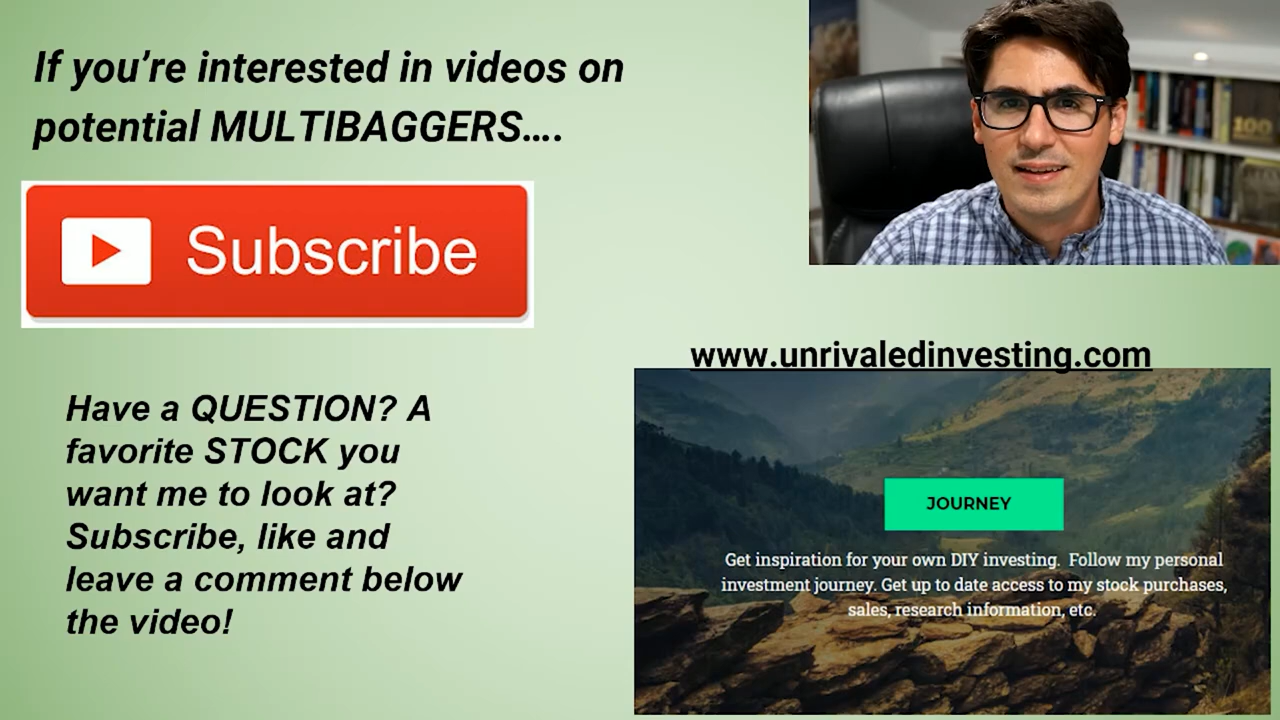 If you’re interested in videos on
potential MULTIBAGGERS….
Subscribe
www.unrivaledinvesting.com
Have a QUESTION? A
favorite STOCK you
want me to look at?
Subscribe, like and
leave a comment below
the video!
JOURNEY
Get inspiration for your own DIY investing.  Follow my personal
investment journey. Get up to date access to my stock purchases,
sales, research information, etc.
100